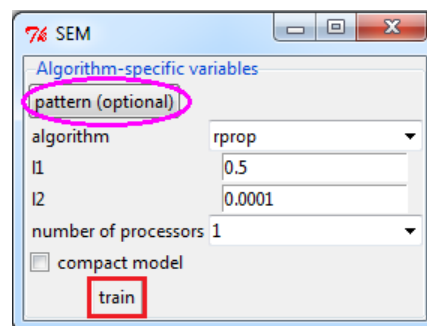 SEM
Algorithm-specific variables
pattern (optional)
algorithm rprop
l1 0.5
l2 0.0001
number of processors 1
compact model
train